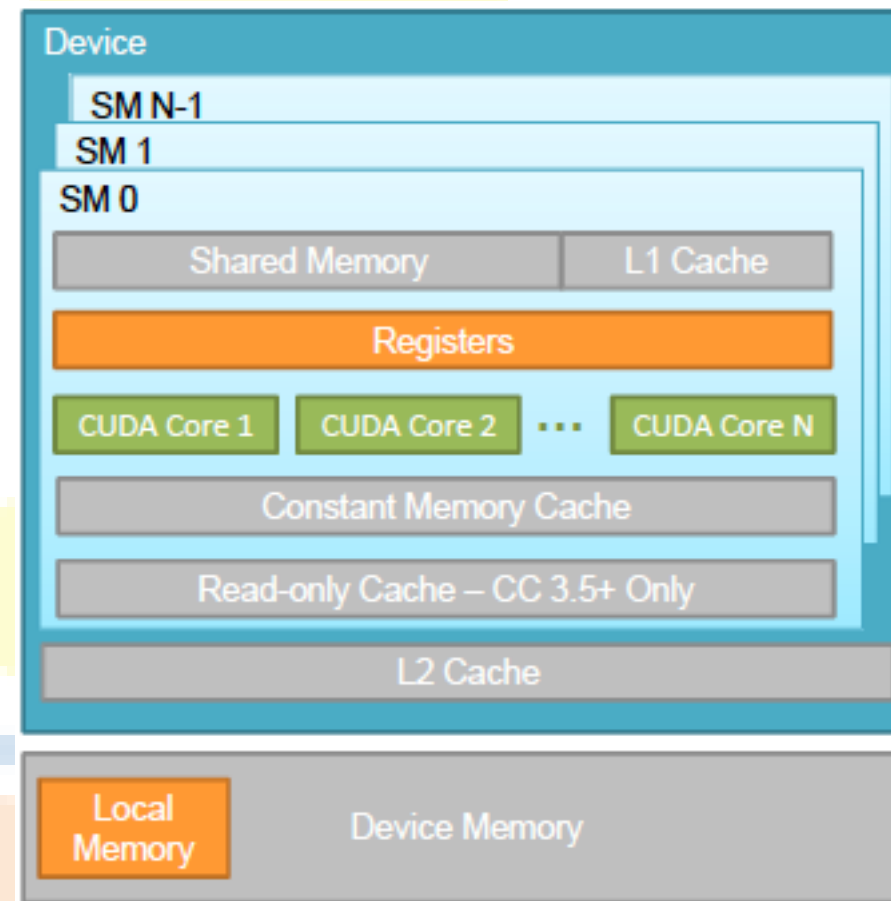 Device
SM N-1
SM 1
SM 0
Shared Memory
L1 Cache
Registers
CUDA Core 1
CUDA Core 2
...
CUDA Core N
Constant Memory Cache
Read-only Cache – CC 3.5+ Only
L2 Cache
Local
Memory
Device Memory